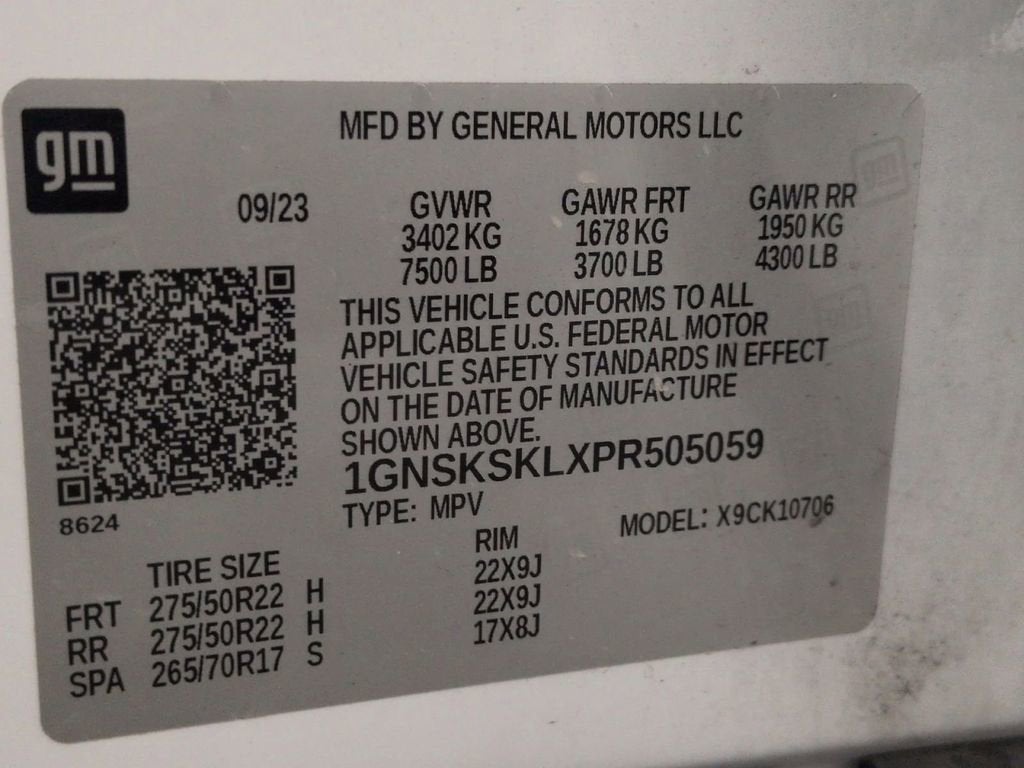 gm
MFD BY GENERAL MOTORS LLC
09/23 GVWR GAWR FRT GAWR RR
3402 KG 1678 KG 1950 KG
7500 LB 3700 LB 4300 LB
THIS VEHICLE CONFORMS TO ALL
APPLICABLE U.S. FEDERAL MOTOR
VEHICLE SAFETY STANDARDS IN EFFECT
ON THE DATE OF MANUFACTURE
SHOWN ABOVE.
1GNSKSKLXPR505059
8624
TYPE: MPV MODEL: X9CK10706
TIRE SIZE RIM
FRT 275/50R22 H 22X9J
RR 275/50R22 H 22X9J
SPA 265/70R17 S 17X8J